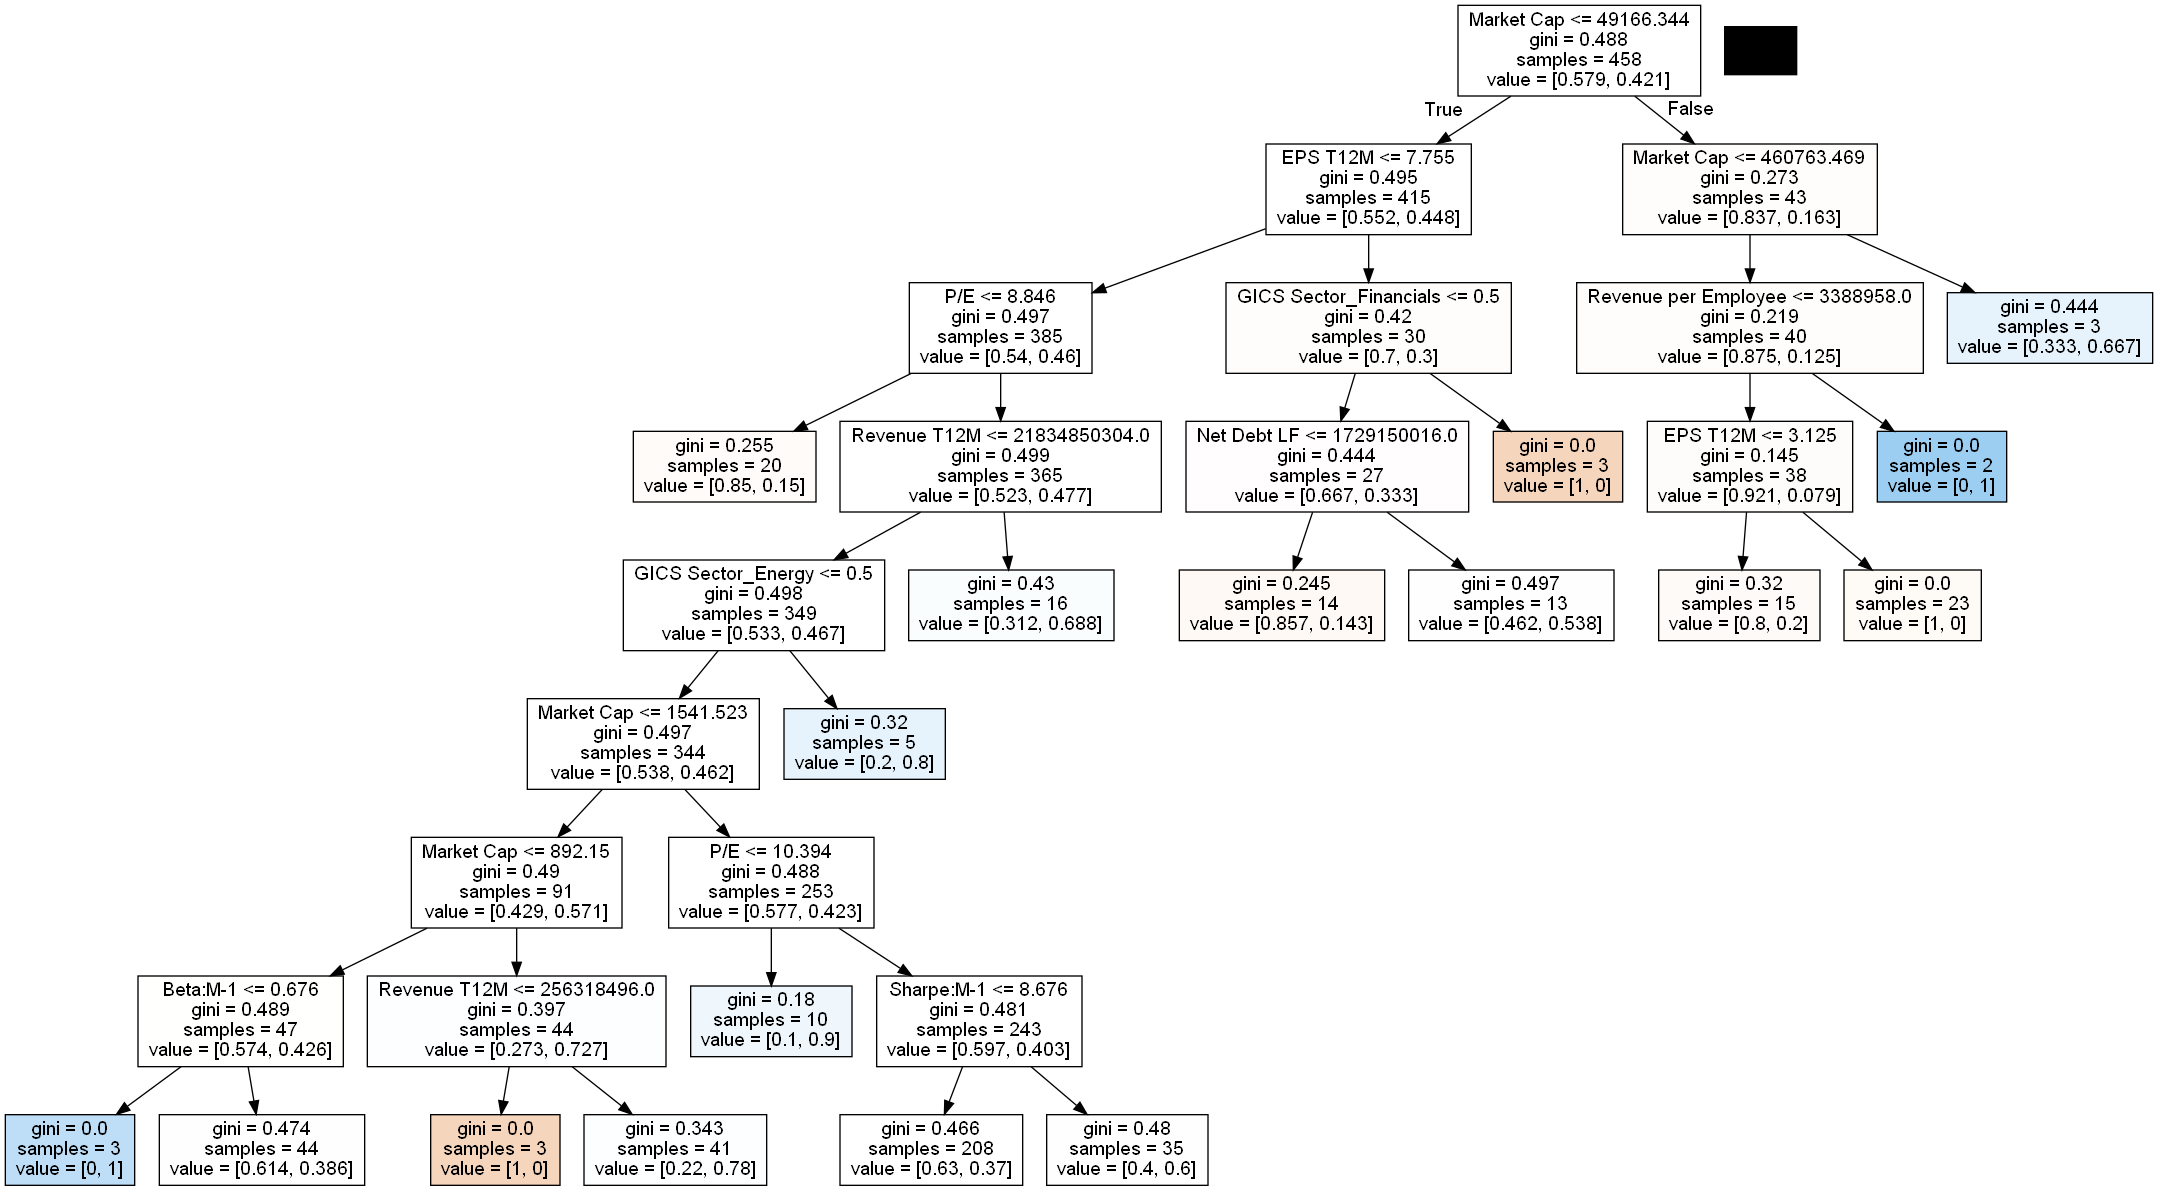 Market Cap <= 49166.344
gini = 0.488
samples = 458
value = [0.579, 0.421]
True
False
EPS T12M <= 7.755
gini = 0.495
samples = 415
value = [0.552, 0.448]
Market Cap <= 460763.469
gini = 0.273
samples = 43
value = [0.837, 0.163]
P/E <= 8.846
gini = 0.497
samples = 385
value = [0.54, 0.46]
GICS Sector_Financials <= 0.5
gini = 0.42
samples = 30
value = [0.7, 0.3]
Revenue per Employee <= 3388958.0
gini = 0.219
samples = 40
value = [0.875, 0.125]
gini = 0.444
samples = 3
value = [0.333, 0.667]
gini = 0.255
samples = 20
value = [0.85, 0.15]
Revenue T12M <= 21834850304.0
gini = 0.499
samples = 365
value = [0.523, 0.477]
Net Debt LF <= 1729150016.0
gini = 0.444
samples = 27
value = [0.667, 0.333]
gini = 0.0
samples = 3
value = [1, 0]
EPS T12M <= 3.125
gini = 0.145
samples = 38
value = [0.921, 0.079]
gini = 0.0
samples = 2
value = [0, 1]
GICS Sector_Energy <= 0.5
gini = 0.498
samples = 349
value = [0.533, 0.467]
gini = 0.43
samples = 16
value = [0.312, 0.688]
gini = 0.245
samples = 14
value = [0.857, 0.143]
gini = 0.497
samples = 13
value = [0.462, 0.538]
gini = 0.32
samples = 15
value = [0.8, 0.2]
gini = 0.0
samples = 23
value = [1, 0]
Market Cap <= 1541.523
gini = 0.497
samples = 344
value = [0.538, 0.462]
gini = 0.32
samples = 5
value = [0.2, 0.8]
Market Cap <= 892.15
gini = 0.49
samples = 91
value = [0.429, 0.571]
P/E <= 10.394
gini = 0.488
samples = 253
value = [0.577, 0.423]
Beta:M-1 <= 0.676
gini = 0.489
samples = 47
value = [0.574, 0.426]
Revenue T12M <= 256318496.0
gini = 0.397
samples = 44
value = [0.273, 0.727]
gini = 0.18
samples = 10
value = [0.1, 0.9]
Sharpe:M-1 <= 8.676
gini = 0.481
samples = 243
value = [0.597, 0.403]
gini = 0.0
samples = 3
value = [0, 1]
gini = 0.474
samples = 44
value = [0.614, 0.386]
gini = 0.0
samples = 3
value = [1, 0]
gini = 0.343
samples = 41
value = [0.22, 0.78]
gini = 0.466
samples = 208
value = [0.63, 0.37]
gini = 0.48
samples = 35
value = [0.4, 0.6]